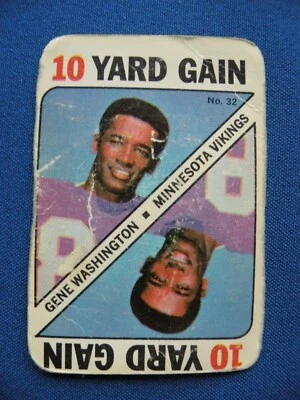 10 YARD GAIN
No. 32
GENE WASHINGTON ■ MINNESOTA VIKINGS
10 YARD GAIN